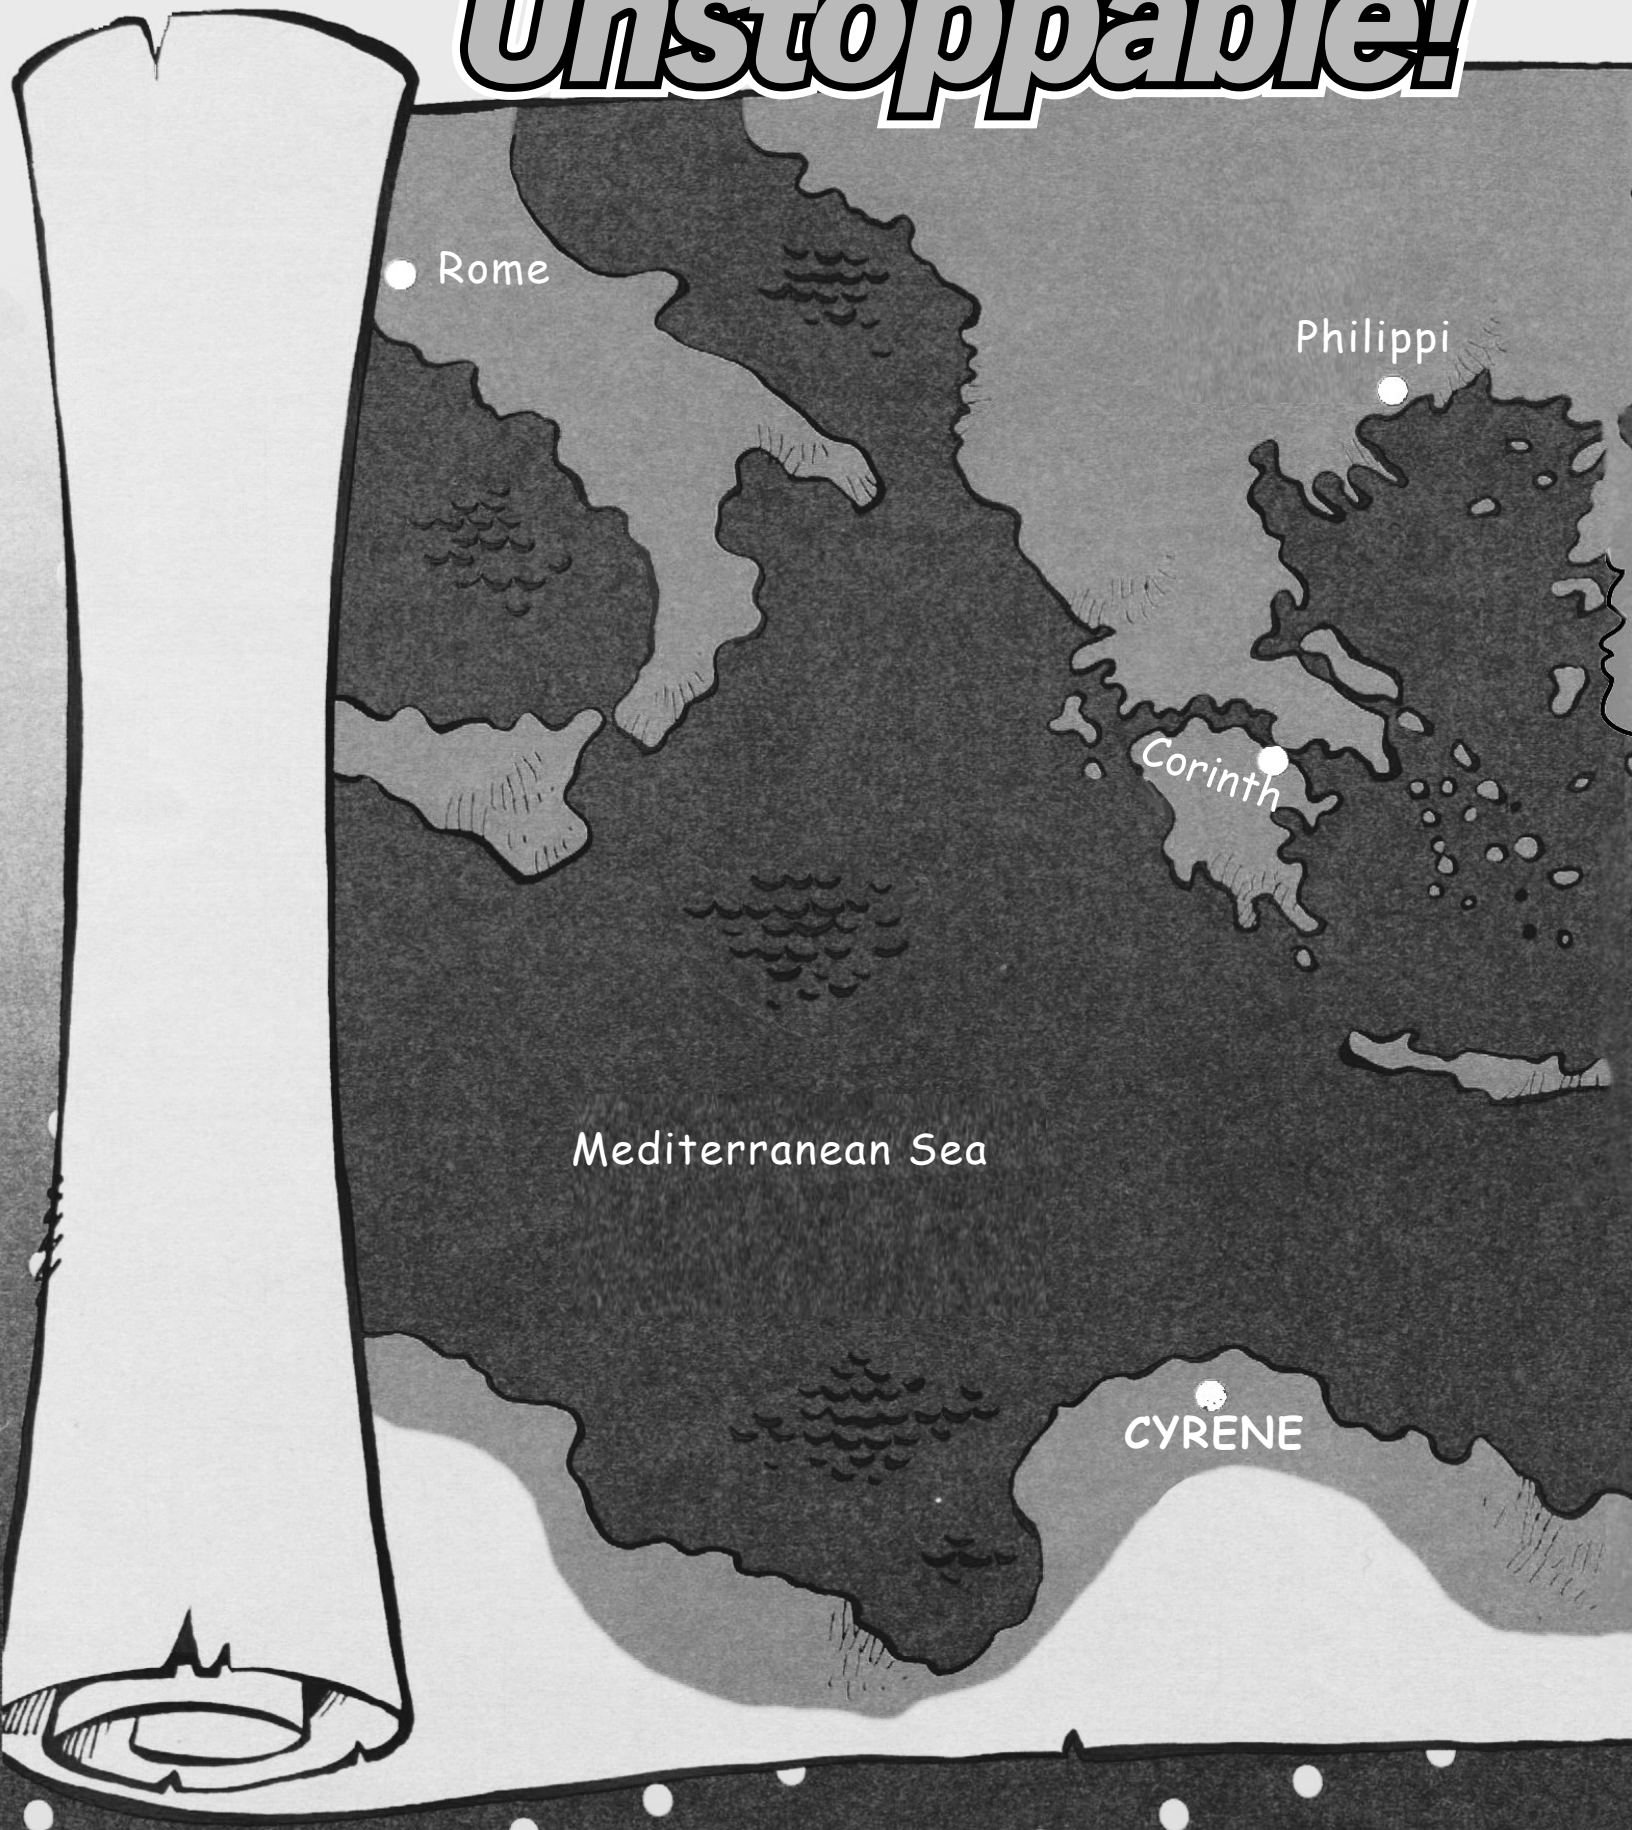 Unstoppable!
Rome
Philippi
Corinth
Mediterranean Sea
CYRENE